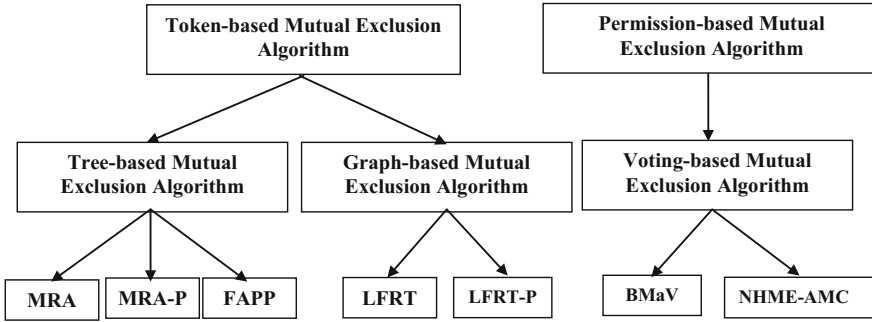 Token-based Mutual Exclusion
Algorithm
Permission-based Mutual
Exclusion Algorithm
Tree-based Mutual
Exclusion Algorithm
Graph-based Mutual
Exclusion Algorithm
Voting-based Mutual
Exclusion Algorithm
MRA
MRA-P
FAPP
LFRT
LFRT-P
BMaV
NHME-AMC